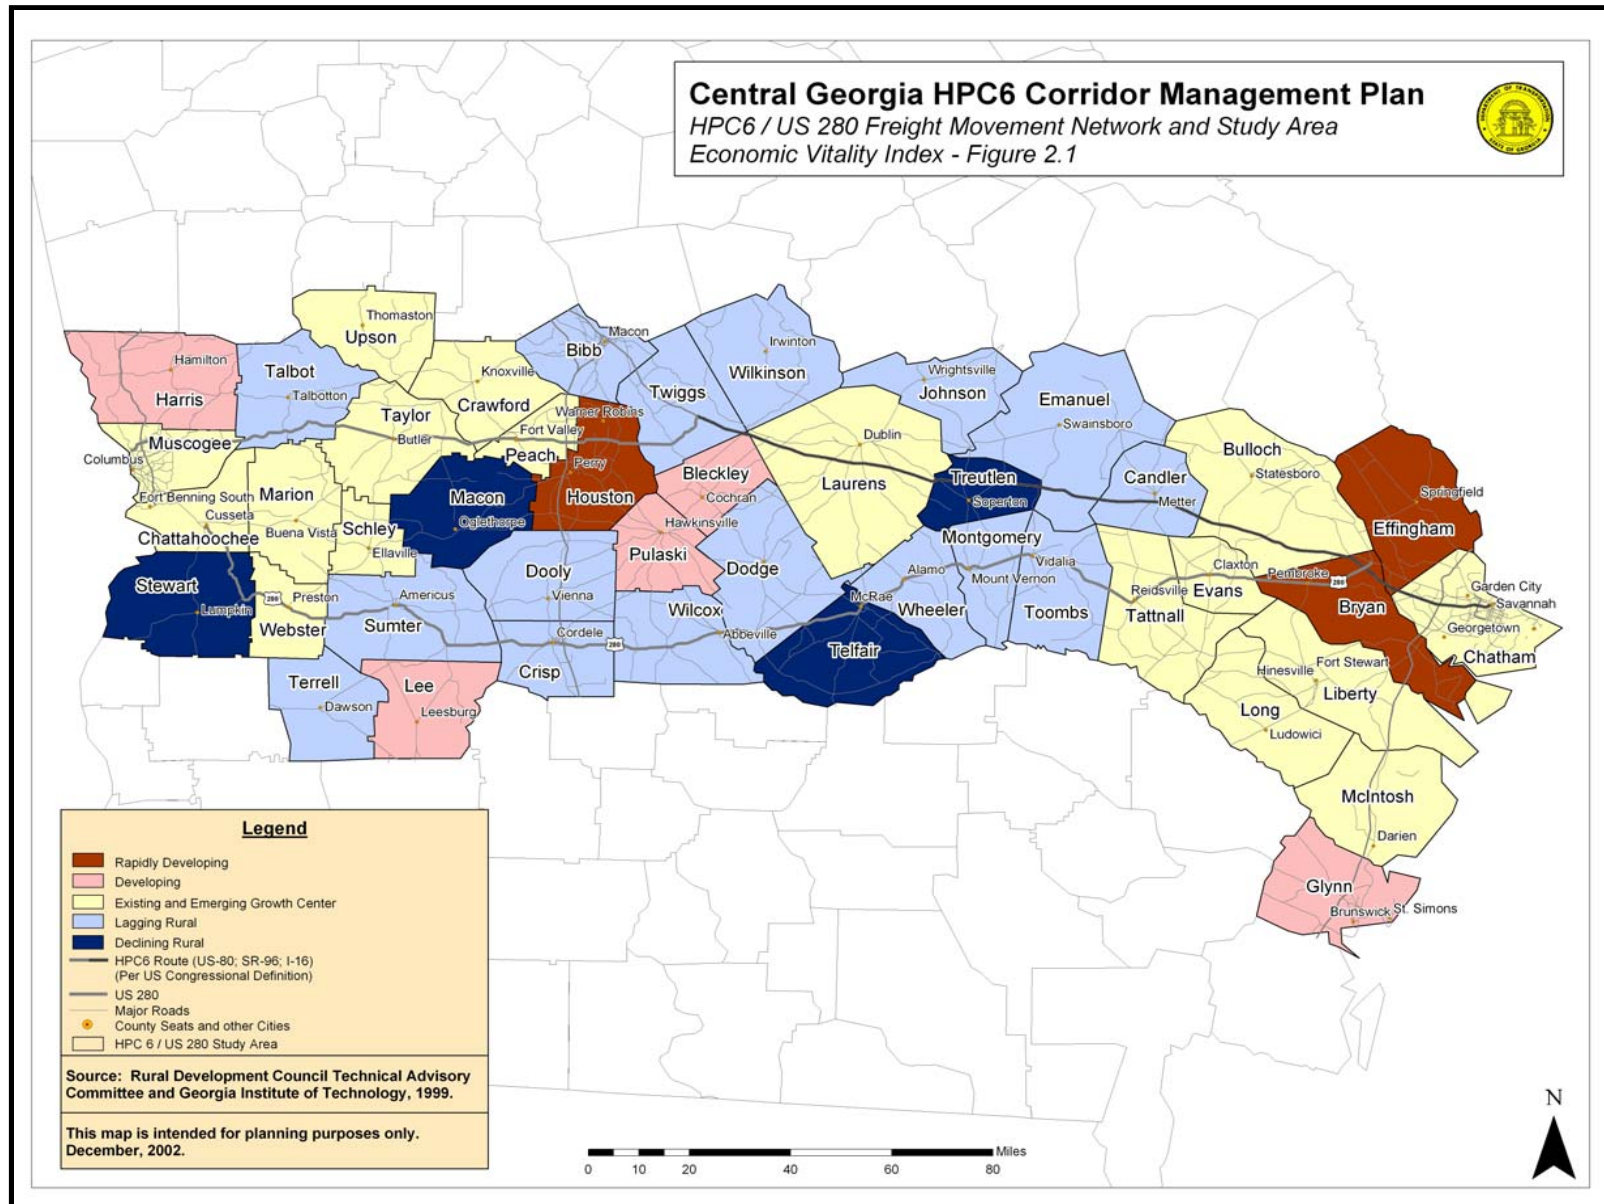 Central Georgia HPC6 Corridor Management Plan
HPC6 / US 280 Freight Movement Network and Study Area
Economic Vitality Index - Figure 2.1
DEPARTMENT OF TRANSPORTATION
STATE OF GEORGIA
Thomaston
Upson
Hamilton
Harris
Talbot
Talbotton
Knoxville
Crawford
Macon
Bibb
Twiggs
Irwinton
Wilkinson
Wrightsville
Johnson
Emanuel
Swainsboro
Taylor
Butler
Warner Robins
Fort Valley
Peach
Perry
Houston
Muscogee
Columbus
Fort Benning South
Cusseta
Chattahoochee
Marion
Buena Vista
Schley
Ellaville
Macon
Oglethorpe
Bleckley
Cochran
Hawkinsville
Pulaski
Dublin
Laurens
Treutlen
Soperton
Candler
Metter
Bulloch
Statesboro
Springfield
Effingham
Stewart
Lumpkin
280
Preston
Webster
Americus
Sumter
Dooly
Vienna
Cordele
Crisp
280
Wilcox
Abbeville
Dodge
McRae
Telfair
Alamo
Wheeler
Montgomery
Mount Vernon
Vidalia
Toombs
Reidsville
Tattnall
Claxton
Evans
Pembroke
280
Bryan
Garden City
Savannah
Georgetown
Chatham
Hinesville
Fort Stewart
Liberty
Long
Ludowici
McIntosh
Darien
Glynn
Brunswick
St. Simons
Terrell
Dawson
Lee
Leesburg
Legend
Rapidly Developing
Developing
Existing and Emerging Growth Center
Lagging Rural
Declining Rural
HPC6 Route (US-80; SR-96; I-16)
(Per US Congressional Definition)
US 280
Major Roads
County Seats and other Cities
HPC 6 / US 280 Study Area
Source: Rural Development Council Technical Advisory
Committee and Georgia Institute of Technology, 1999.
This map is intended for planning purposes only.
December, 2002.
Miles
0 10 20 40 60 80
N